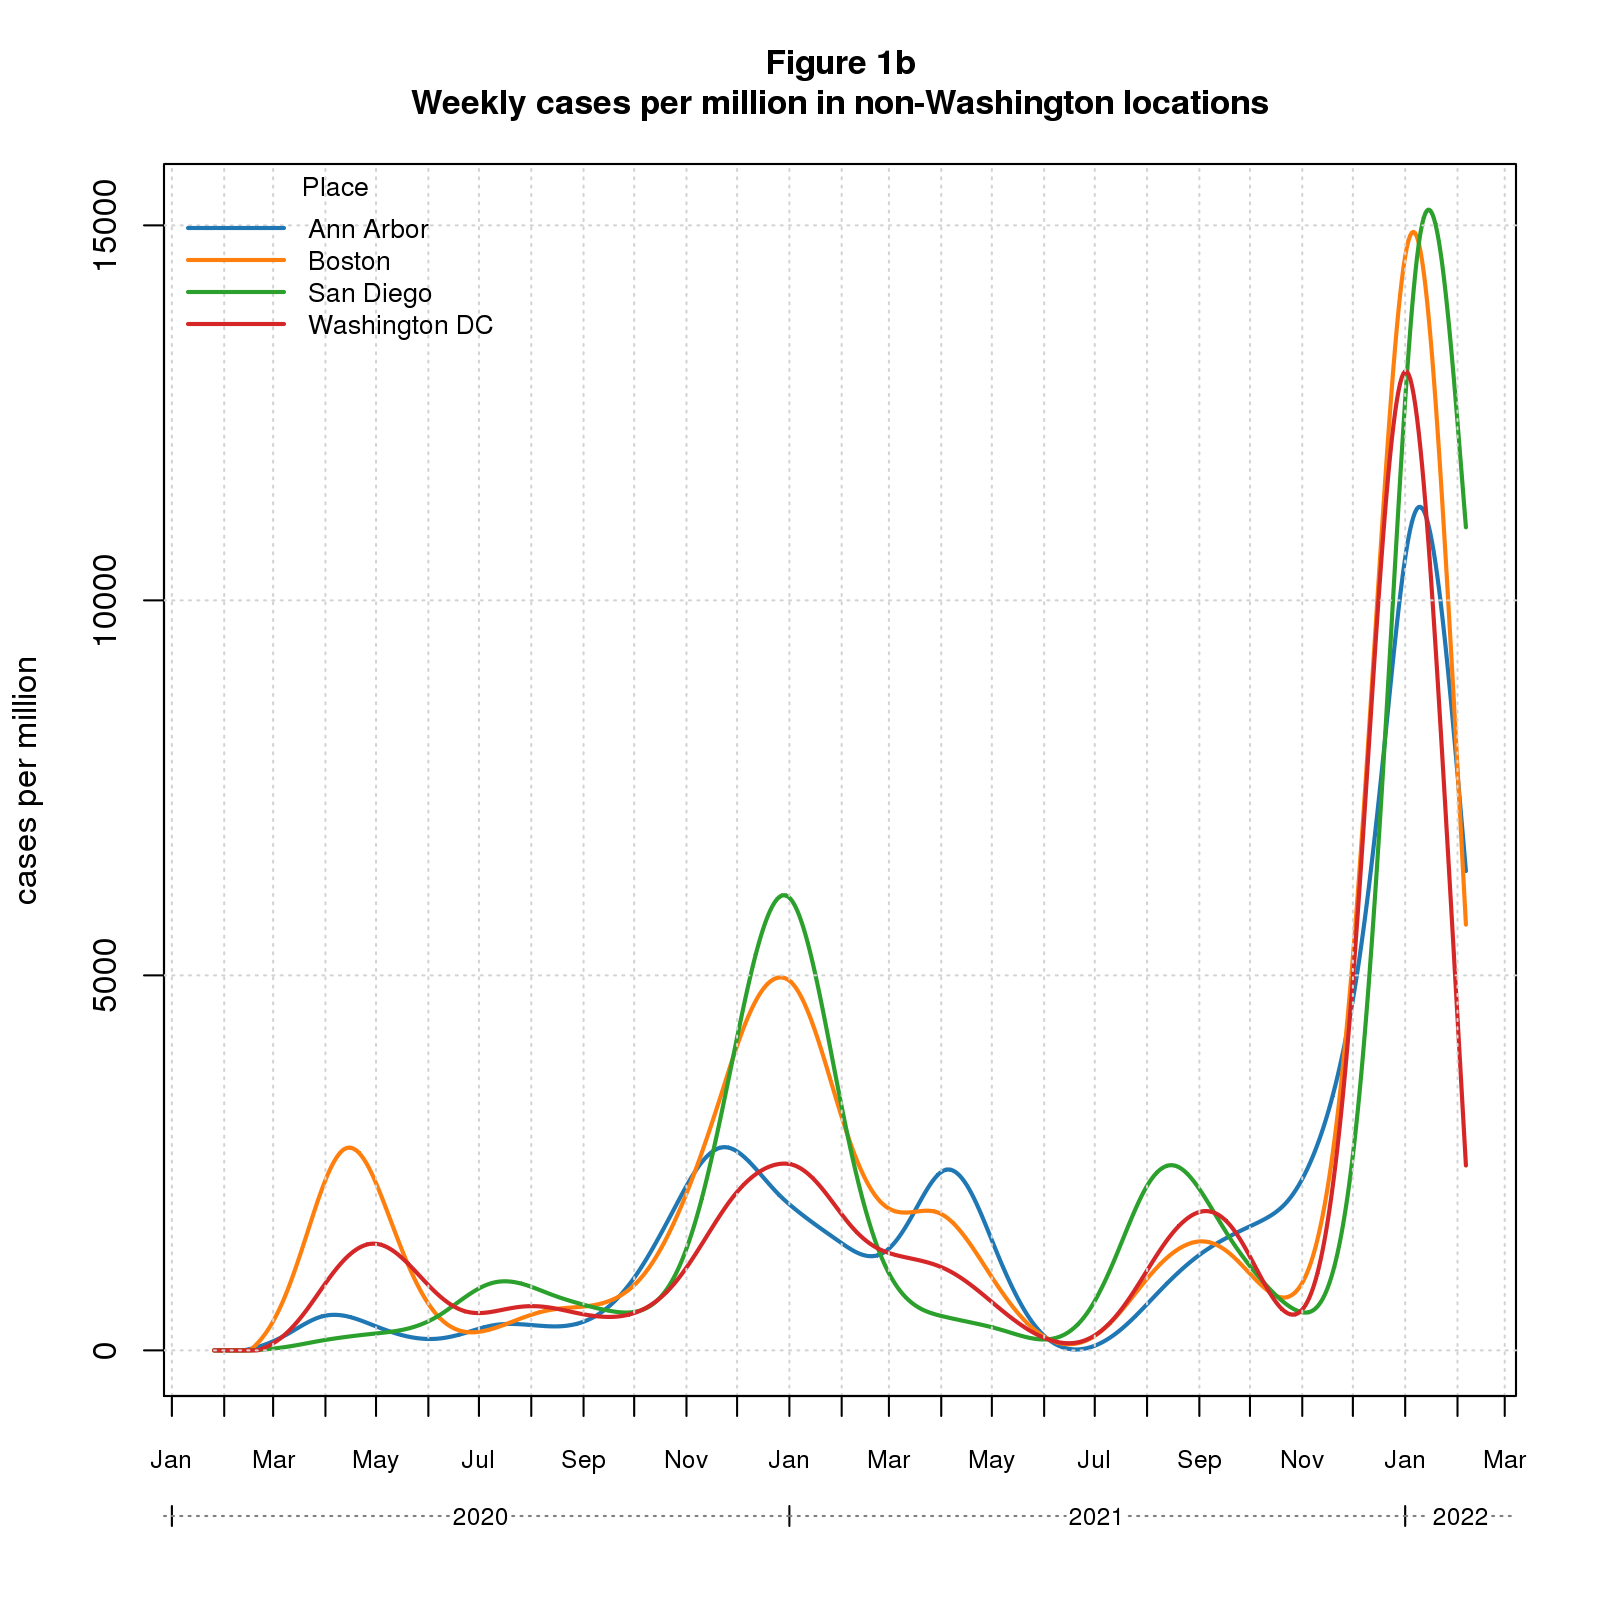 Figure 1b
Weekly cases per million in non-Washington locations
Place
Ann Arbor
Boston
San Diego
Washington DC
cases per million
15000
10000
5000
0
Jan Mar May Jul Sep Nov Jan Mar May Jul Sep Nov Jan Mar
2020 2021 2022